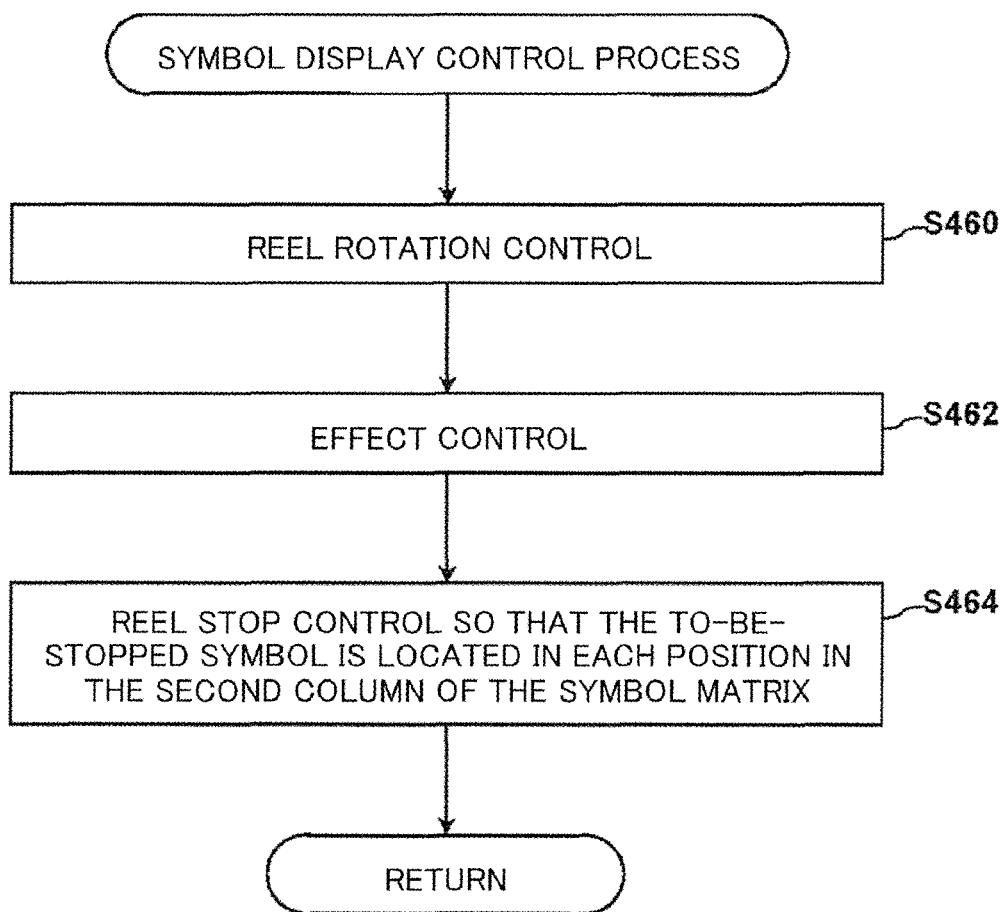 SYMBOL DISPLAY CONTROL PROCESS
S460
REEL ROTATION CONTROL
S462
EFFECT CONTROL
S464
REEL STOP CONTROL SO THAT THE TO-BE-
STOPPED SYMBOL IS LOCATED IN EACH POSITION IN
THE SECOND COLUMN OF THE SYMBOL MATRIX
RETURN